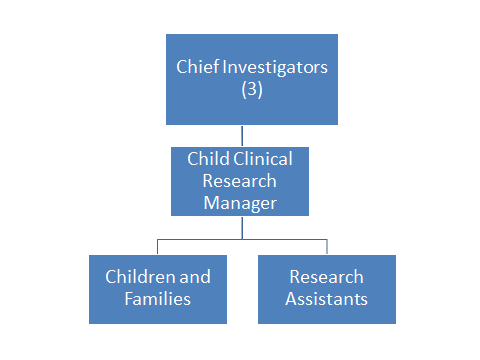 Chief Investigators
(3)
Child Clinical
Research
Manager
Children and
Families
Research
Assistants